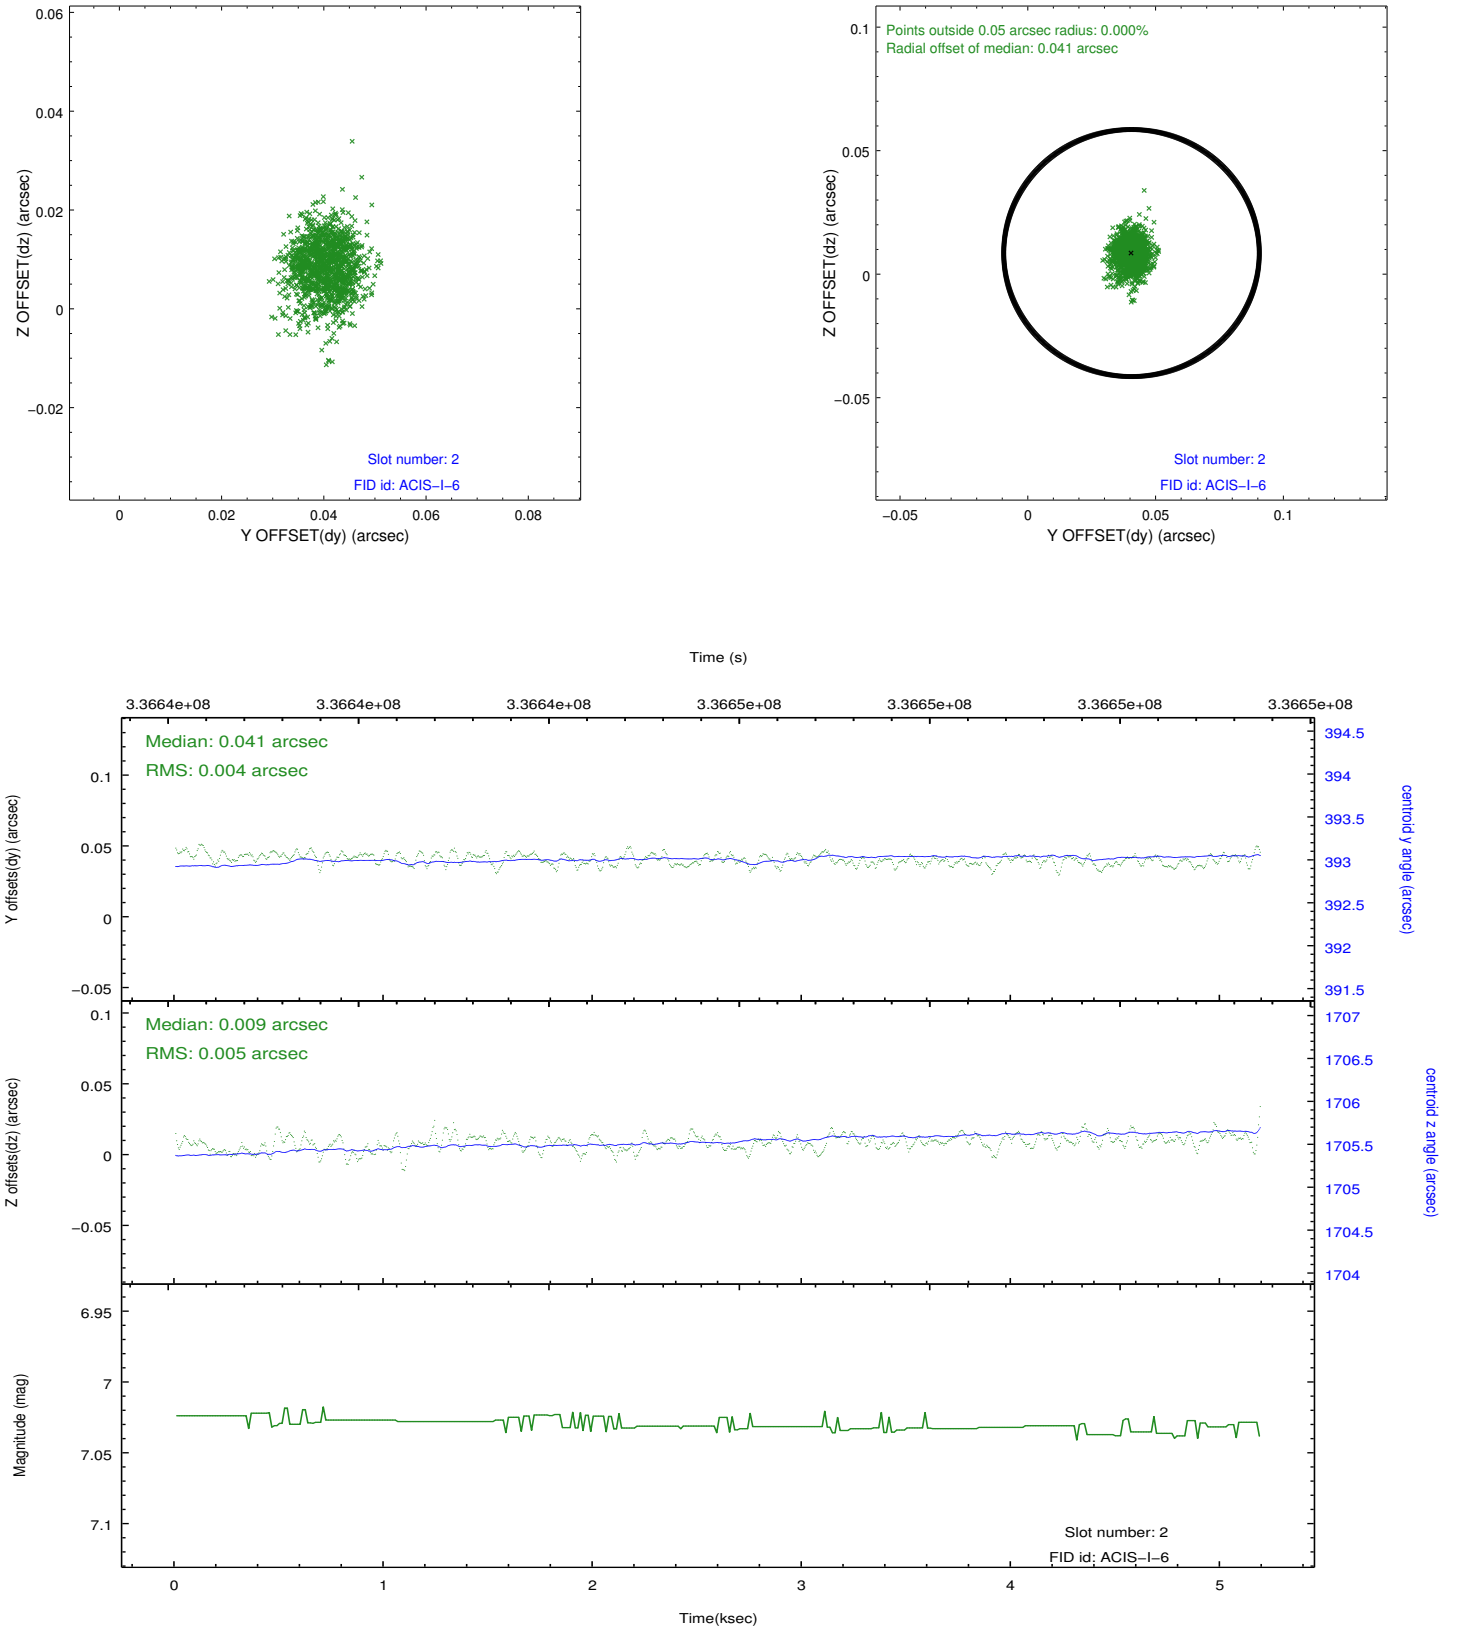 0.06
0.04
0.02
0
−0.02
Z OFFSET(dz) (arcsec)
Slot number: 2
FID id: ACIS−I−6
0 0.02 0.04 0.06 0.08
Y OFFSET(dy) (arcsec)
Points outside 0.05 arcsec radius: 0.000%
Radial offset of median: 0.041 arcsec
0.1
0.05
0
−0.05
Z OFFSET(dz) (arcsec)
Slot number: 2
FID id: ACIS−I−6
−0.05 0 0.05 0.1
Y OFFSET(dy) (arcsec)
Time (s)
3.3664e+08 3.3664e+08 3.3664e+08 3.3665e+08 3.3665e+08 3.3665e+08 3.3665e+08
Median: 0.041 arcsec
RMS: 0.004 arcsec
0.1
0.05
0
−0.05
Y offsets(dy) (arcsec)
394.5
394
393.5
393
392.5
392
391.5
centroid y angle (arcsec)
Median: 0.009 arcsec
RMS: 0.005 arcsec
0.1
0.05
0
−0.05
Z offsets(dz) (arcsec)
1707
1706.5
1706
1705.5
1705
1704.5
1704
centroid z angle (arcsec)
6.95
7
7.05
7.1
Magnitude (mag)
Slot number: 2
FID id: ACIS−I−6
0 1 2 3 4 5
Time(ksec)